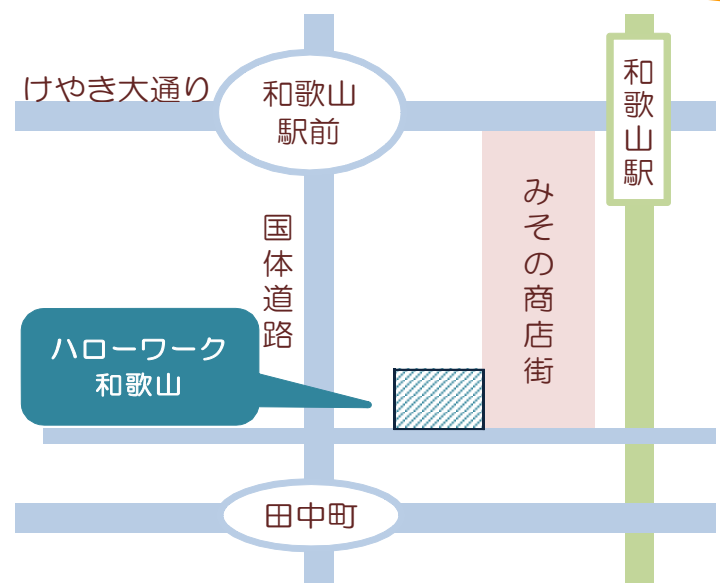 けやき大通り
和歌山
駅前
和歌山駅
みその商店街
国体道路
ハローワーク
和歌山
田中町